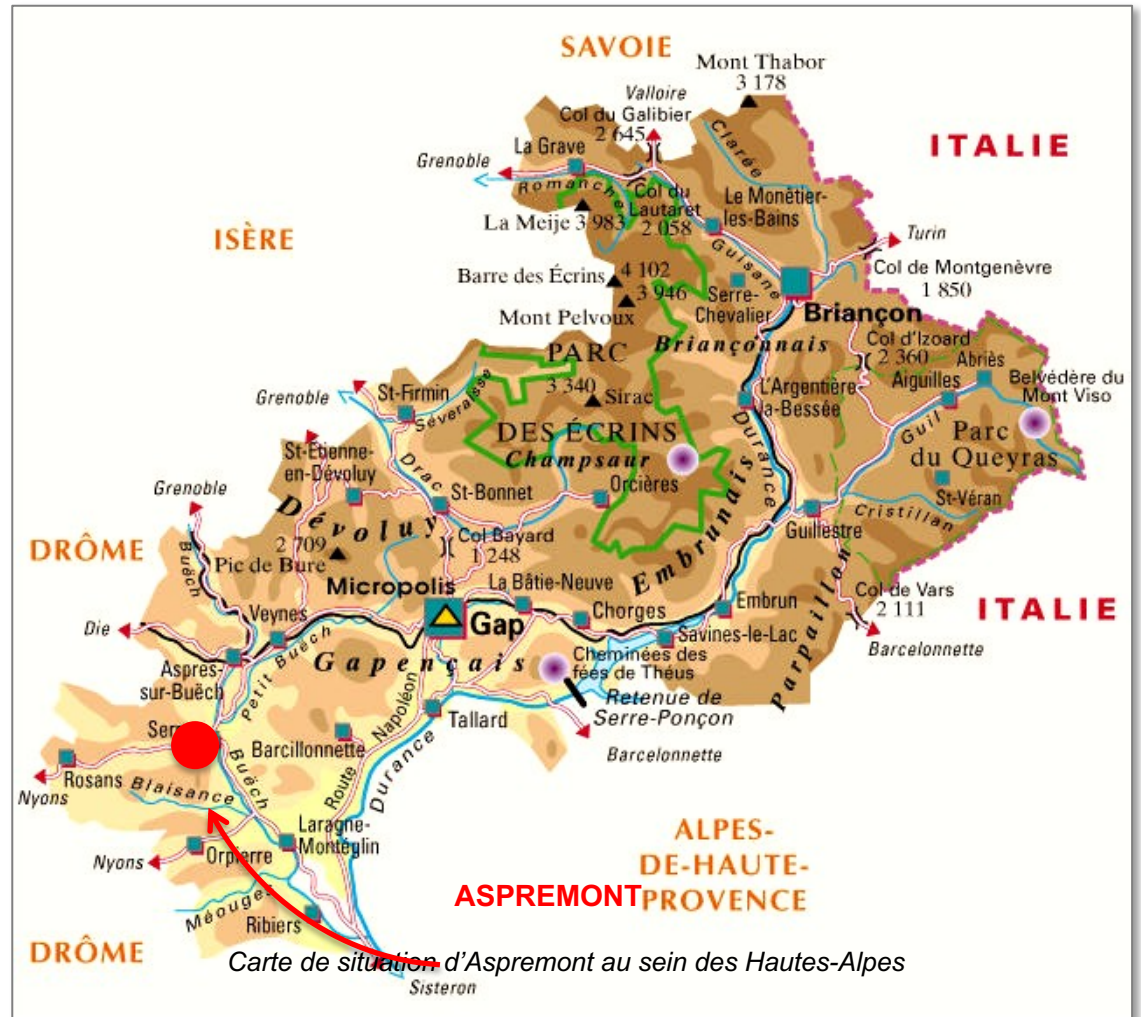 SAVOIE
Mont Thabor
3 178
Valloire
Col du Galibier
2 645
Clarée
ITALIE
La Grave
Grenoble
Romanche
Col du
Lautaret
2 058
Le Monêtier-
les-Bains
La Meije 3 983
ISÈRE
Turin
Guisane
Col de Montgenèvre
1 850
Barre des Écrins
4 102
3 946
Mont Pelvoux
Serre-
Chevalier
Briançon
Briançonnais
Col d'Izoard
2 360
Abriès
PARC
3 340
Sirac
DES ÉCRINS
Champsaur
L'Argentière
-la-Bessée
Aiguilles
Belvédère du
Mont Viso
Guil
Parc
du Queyras
St-Véran
Cristillan
Grenoble
St-Firmin
Séveraisse
St-Étienne-
en-Dévoluy
Drac
St-Bonnet
Orcières
Durance
Guillestre
Grenoble
Dévoluy
DRÔME
Buëch
2 709
Pic de Bure
Col Bayard
1 248
Embrunais
Micropolis
La Bâtie-Neuve
Col de Vars
2 111
ITALIE
Veynes
Gap
Chorges
Embrun
Die
Buëch
Petit
Gapençais
Savines-le-Lac
Parpaillon
Barcelonnette
Aspres-
sur-Buëch
Cheminées des
fées de Théus
Retenue de
Serre-Ponçon
Napoléon
Route
Tallard
Barcelonnette
Durance
Barcillonnette
Rosans
Nyons
Blaisance
Buëch
Laragne-
Montéglin
Nyons
Orpierre
ALPES-
DE-HAUTE-
PROVENCE
ASPREMONT
Méouge
Ribiers
DRÔME
Carte de situation d'Aspremont au sein des Hautes-Alpes
Sisteron